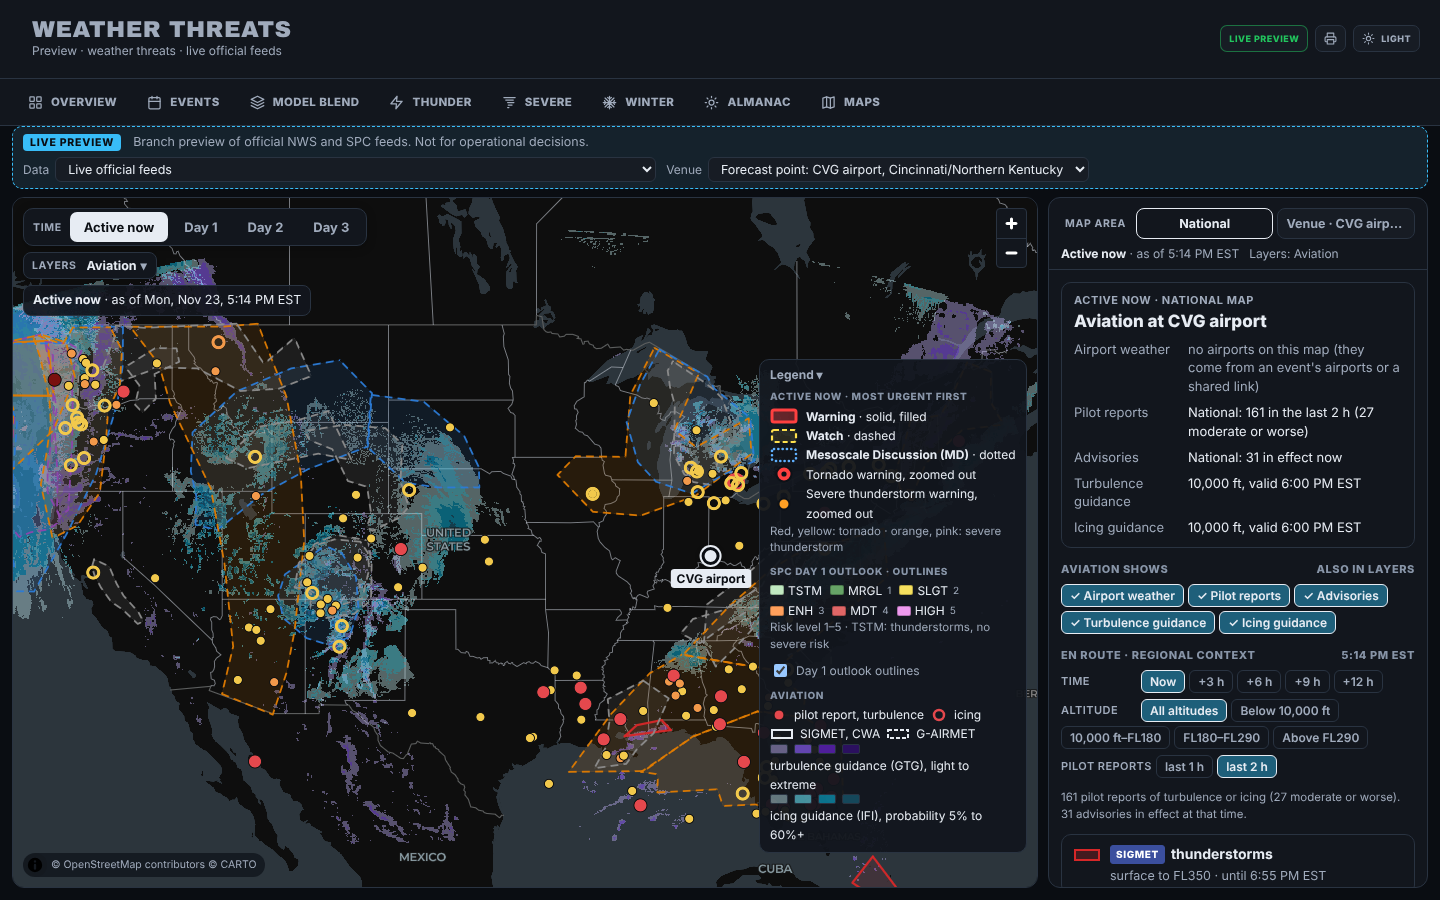 WEATHER THREATS
Preview · weather threats · live official feeds
LIVE PREVIEW
LIGHT
OVERVIEW
EVENTS
MODEL BLEND
THUNDER
SEVERE
WINTER
ALMANAC
MAPS
LIVE PREVIEW Branch preview of official NWS and SPC feeds. Not for operational decisions.
Data Live official feeds Venue Forecast point: CVG airport, Cincinnati/Northern Kentucky
TIME Active now Day 1 Day 2 Day 3
LAYERS Aviation ▾
Active now · as of Mon, Nov 23, 5:14 PM EST
+
−
UNITED
STATES
CVG airport
MEXICO
CUBA
© OpenStreetMap contributors © CARTO
Legend ▾
ACTIVE NOW · MOST URGENT FIRST
Warning · solid, filled
Watch · dashed
Mesoscale Discussion (MD) · dotted
Tornado warning, zoomed out
Severe thunderstorm warning,
zoomed out
Red, yellow: tornado · orange, pink: severe
thunderstorm
SPC DAY 1 OUTLOOK · OUTLINES
TSTM MRGL 1 SLGT 2
ENH 3 MDT 4 HIGH 5
Risk level 1–5 · TSTM: thunderstorms, no
severe risk
Day 1 outlook outlines
AVIATION
pilot report, turbulence icing
SIGMET, CWA G-AIRMET
turbulence guidance (GTG), light to
extreme
icing guidance (IFI), probability 5% to
60%+
MAP AREA National Venue · CVG airp...
Active now · as of 5:14 PM EST Layers: Aviation
ACTIVE NOW · NATIONAL MAP
Aviation at CVG airport
Airport weather no airports on this map (they
come from an event's airports or a
shared link)
Pilot reports National: 161 in the last 2 h (27
moderate or worse)
Advisories National: 31 in effect now
Turbulence 10,000 ft, valid 6:00 PM EST
guidance
Icing guidance 10,000 ft, valid 6:00 PM EST
AVIATION SHOWS ALSO IN LAYERS
✓ Airport weather ✓ Pilot reports ✓ Advisories
✓ Turbulence guidance ✓ Icing guidance
EN ROUTE · REGIONAL CONTEXT 5:14 PM EST
TIME Now +3 h +6 h +9 h +12 h
ALTITUDE All altitudes Below 10,000 ft
10,000 ft–FL180 FL180–FL290 Above FL290
PILOT REPORTS last 1 h last 2 h
161 pilot reports of turbulence or icing (27 moderate or worse).
31 advisories in effect at that time.
SIGMET thunderstorms
surface to FL350 · until 6:55 PM EST